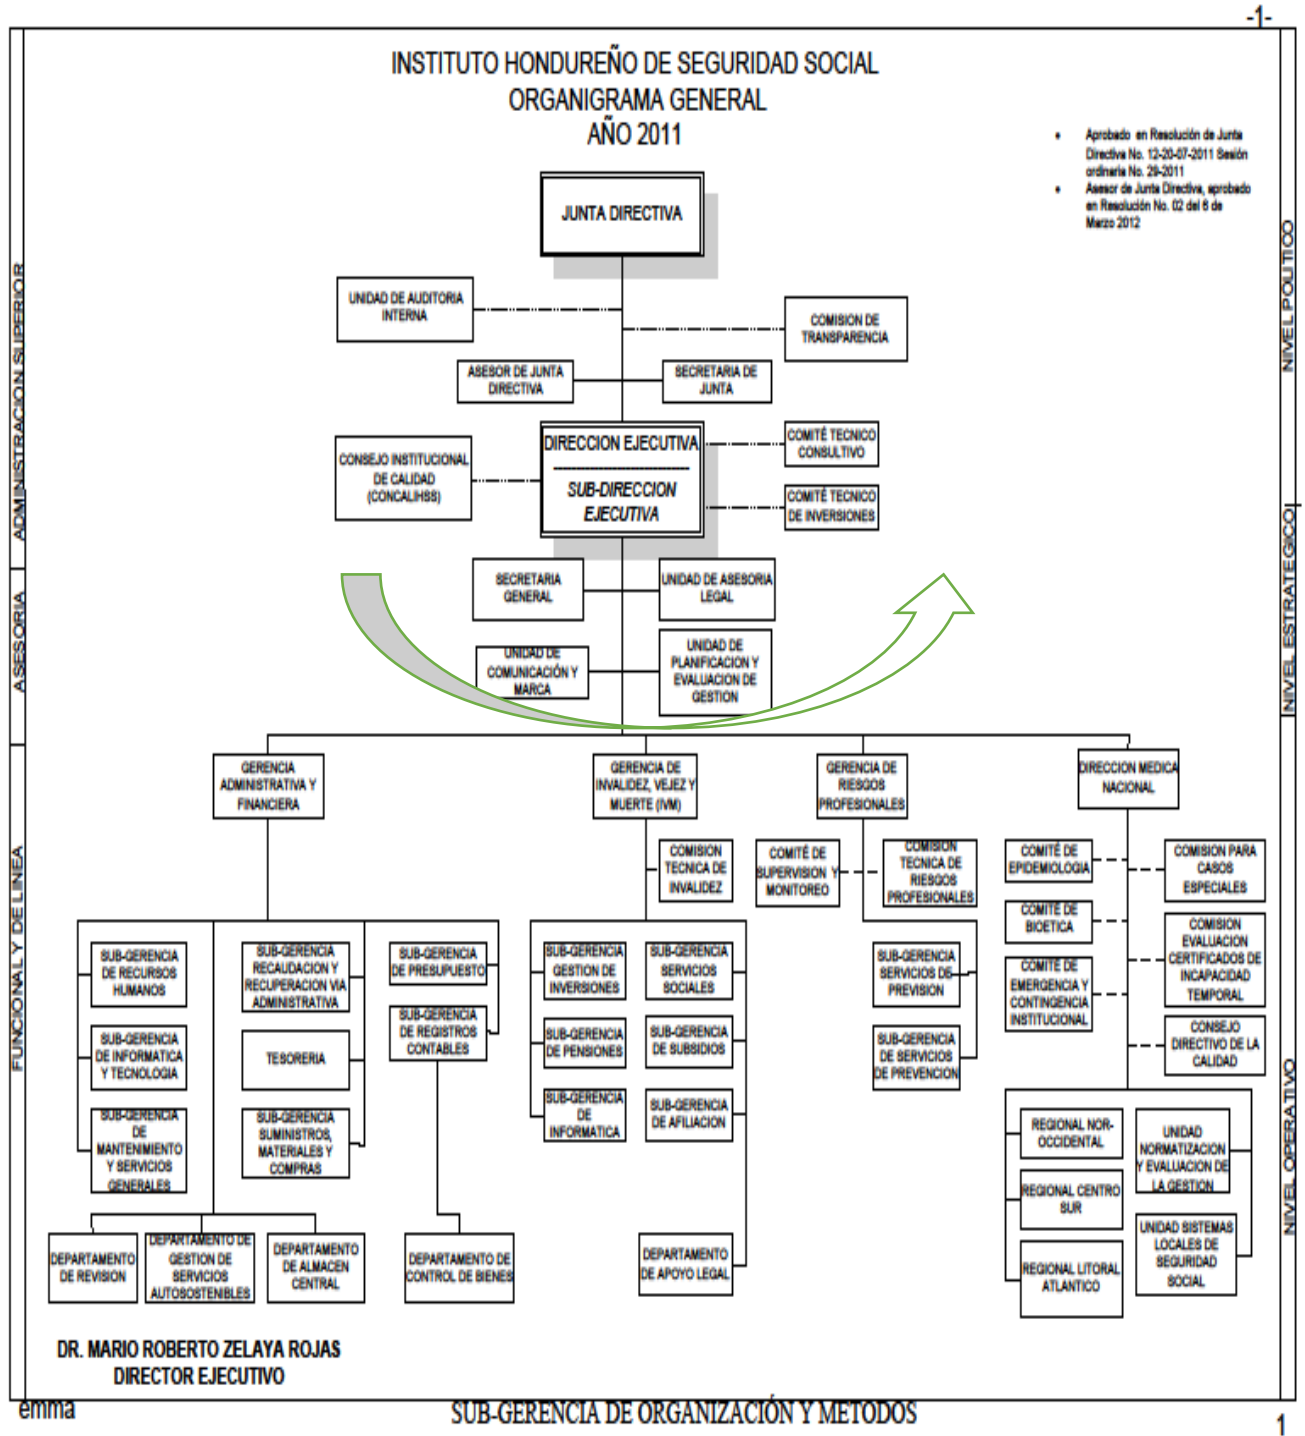 -1-
INSTITUTO HONDUREÑO DE SEGURIDAD SOCIAL
ORGANIGRAMA GENERAL
AÑO 2011
• Aprobado en Resolución de Junta
Directiva No. 12-20-07-2011 Sesión
ordinaria No. 29-2011
• Asesor de Junta Directiva, aprobado
en Resolución No. 02 del 6 de
Marzo 2012
ADMINISTRACION SUPERIOR
ASESORIA
FUNCIONAL Y DE LINEA
NIVEL POLITICO
NIVEL ESTRATEGICO
NIVEL OPERATIVO
JUNTA DIRECTIVA
UNIDAD DE AUDITORIA
INTERNA
COMISION DE
TRANSPARENCIA
ASESOR DE JUNTA
DIRECTIVA
SECRETARIA DE
JUNTA
DIRECCION EJECUTIVA
SUB-DIRECCION
EJECUTIVA
CONSEJO INSTITUCIONAL
DE CALIDAD
(CONCALIHSS)
COMITÉ TECNICO
CONSULTIVO
COMITÉ TECNICO
DE INVERSIONES
SECRETARIA
GENERAL
UNIDAD DE ASESORIA
LEGAL
UNIDAD DE
COMUNICACIÓN Y
MARCA
UNIDAD DE
PLANIFICACION Y
EVALUACION DE
GESTION
GERENCIA
ADMINISTRATIVA Y
FINANCIERA
GERENCIA DE
INVALIDEZ, VEJEZ Y
MUERTE (IVM)
GERENCIA DE
RIESGOS
PROFESIONALES
DIRECCION MEDICA
NACIONAL
COMISION
TECNICA DE
INVALIDEZ
COMITÉ DE
SUPERVISION Y
MONITOREO
COMISION
TECNICA DE
RIESGOS
PROFESIONALES
COMITÉ DE
EPIDEMIOLOGIA
COMISION PARA
CASOS
ESPECIALES
COMITÉ DE
BIOETICA
COMISION
EVALUACION
CERTIFICADOS DE
INCAPACIDAD
TEMPORAL
COMITÉ DE
EMERGENCIA Y
CONTINGENCIA
INSTITUCIONAL
CONSEJO
DIRECTIVO DE LA
CALIDAD
SUB-GERENCIA
DE RECURSOS
HUMANOS
SUB-GERENCIA
RECAUDACION Y
RECUPERACION VIA
ADMINISTRATIVA
SUB-GERENCIA
DE PRESUPUESTO
SUB-GERENCIA
DE REGISTROS
CONTABLES
SUB-GERENCIA
DE INFORMATICA
Y TECNOLOGIA
TESORERIA
SUB-GERENCIA
DE
MANTENIMIENTO
Y SERVICIOS
GENERALES
SUB-GERENCIA
SUMINISTROS,
MATERIALES Y
COMPRAS
SUB-GERENCIA
GESTION DE
INVERSIONES
SUB-GERENCIA
SERVICIOS
SOCIALES
SUB-GERENCIA
DE PENSIONES
SUB-GERENCIA
DE SUBSIDIOS
SUB-GERENCIA
DE
INFORMATICA
SUB-GERENCIA
DE AFILIACION
SUB-GERENCIA
SERVICIOS DE
PREVISION
SUB-GERENCIA
DE SERVICIOS
DE PREVENCION
REGIONAL NOR-
OCCIDENTAL
UNIDAD
NORMATIZACION
Y EVALUACION DE
LA GESTION
REGIONAL CENTRO
SUR
UNIDAD SISTEMAS
LOCALES DE
SEGURIDAD
SOCIAL
REGIONAL LITORAL
ATLANTICO
DEPARTAMENTO
DE REVISION
DEPARTAMENTO DE
GESTION DE
SERVICIOS
AUTOSOSTENIBLES
DEPARTAMENTO
DE ALMACEN
CENTRAL
DEPARTAMENTO DE
CONTROL DE BIENES
DEPARTAMENTO
DE APOYO LEGAL
DR. MARIO ROBERTO ZELAYA ROJAS
DIRECTOR EJECUTIVO
emma
SUB-GERENCIA DE ORGANIZACIÓN Y METODOS
1